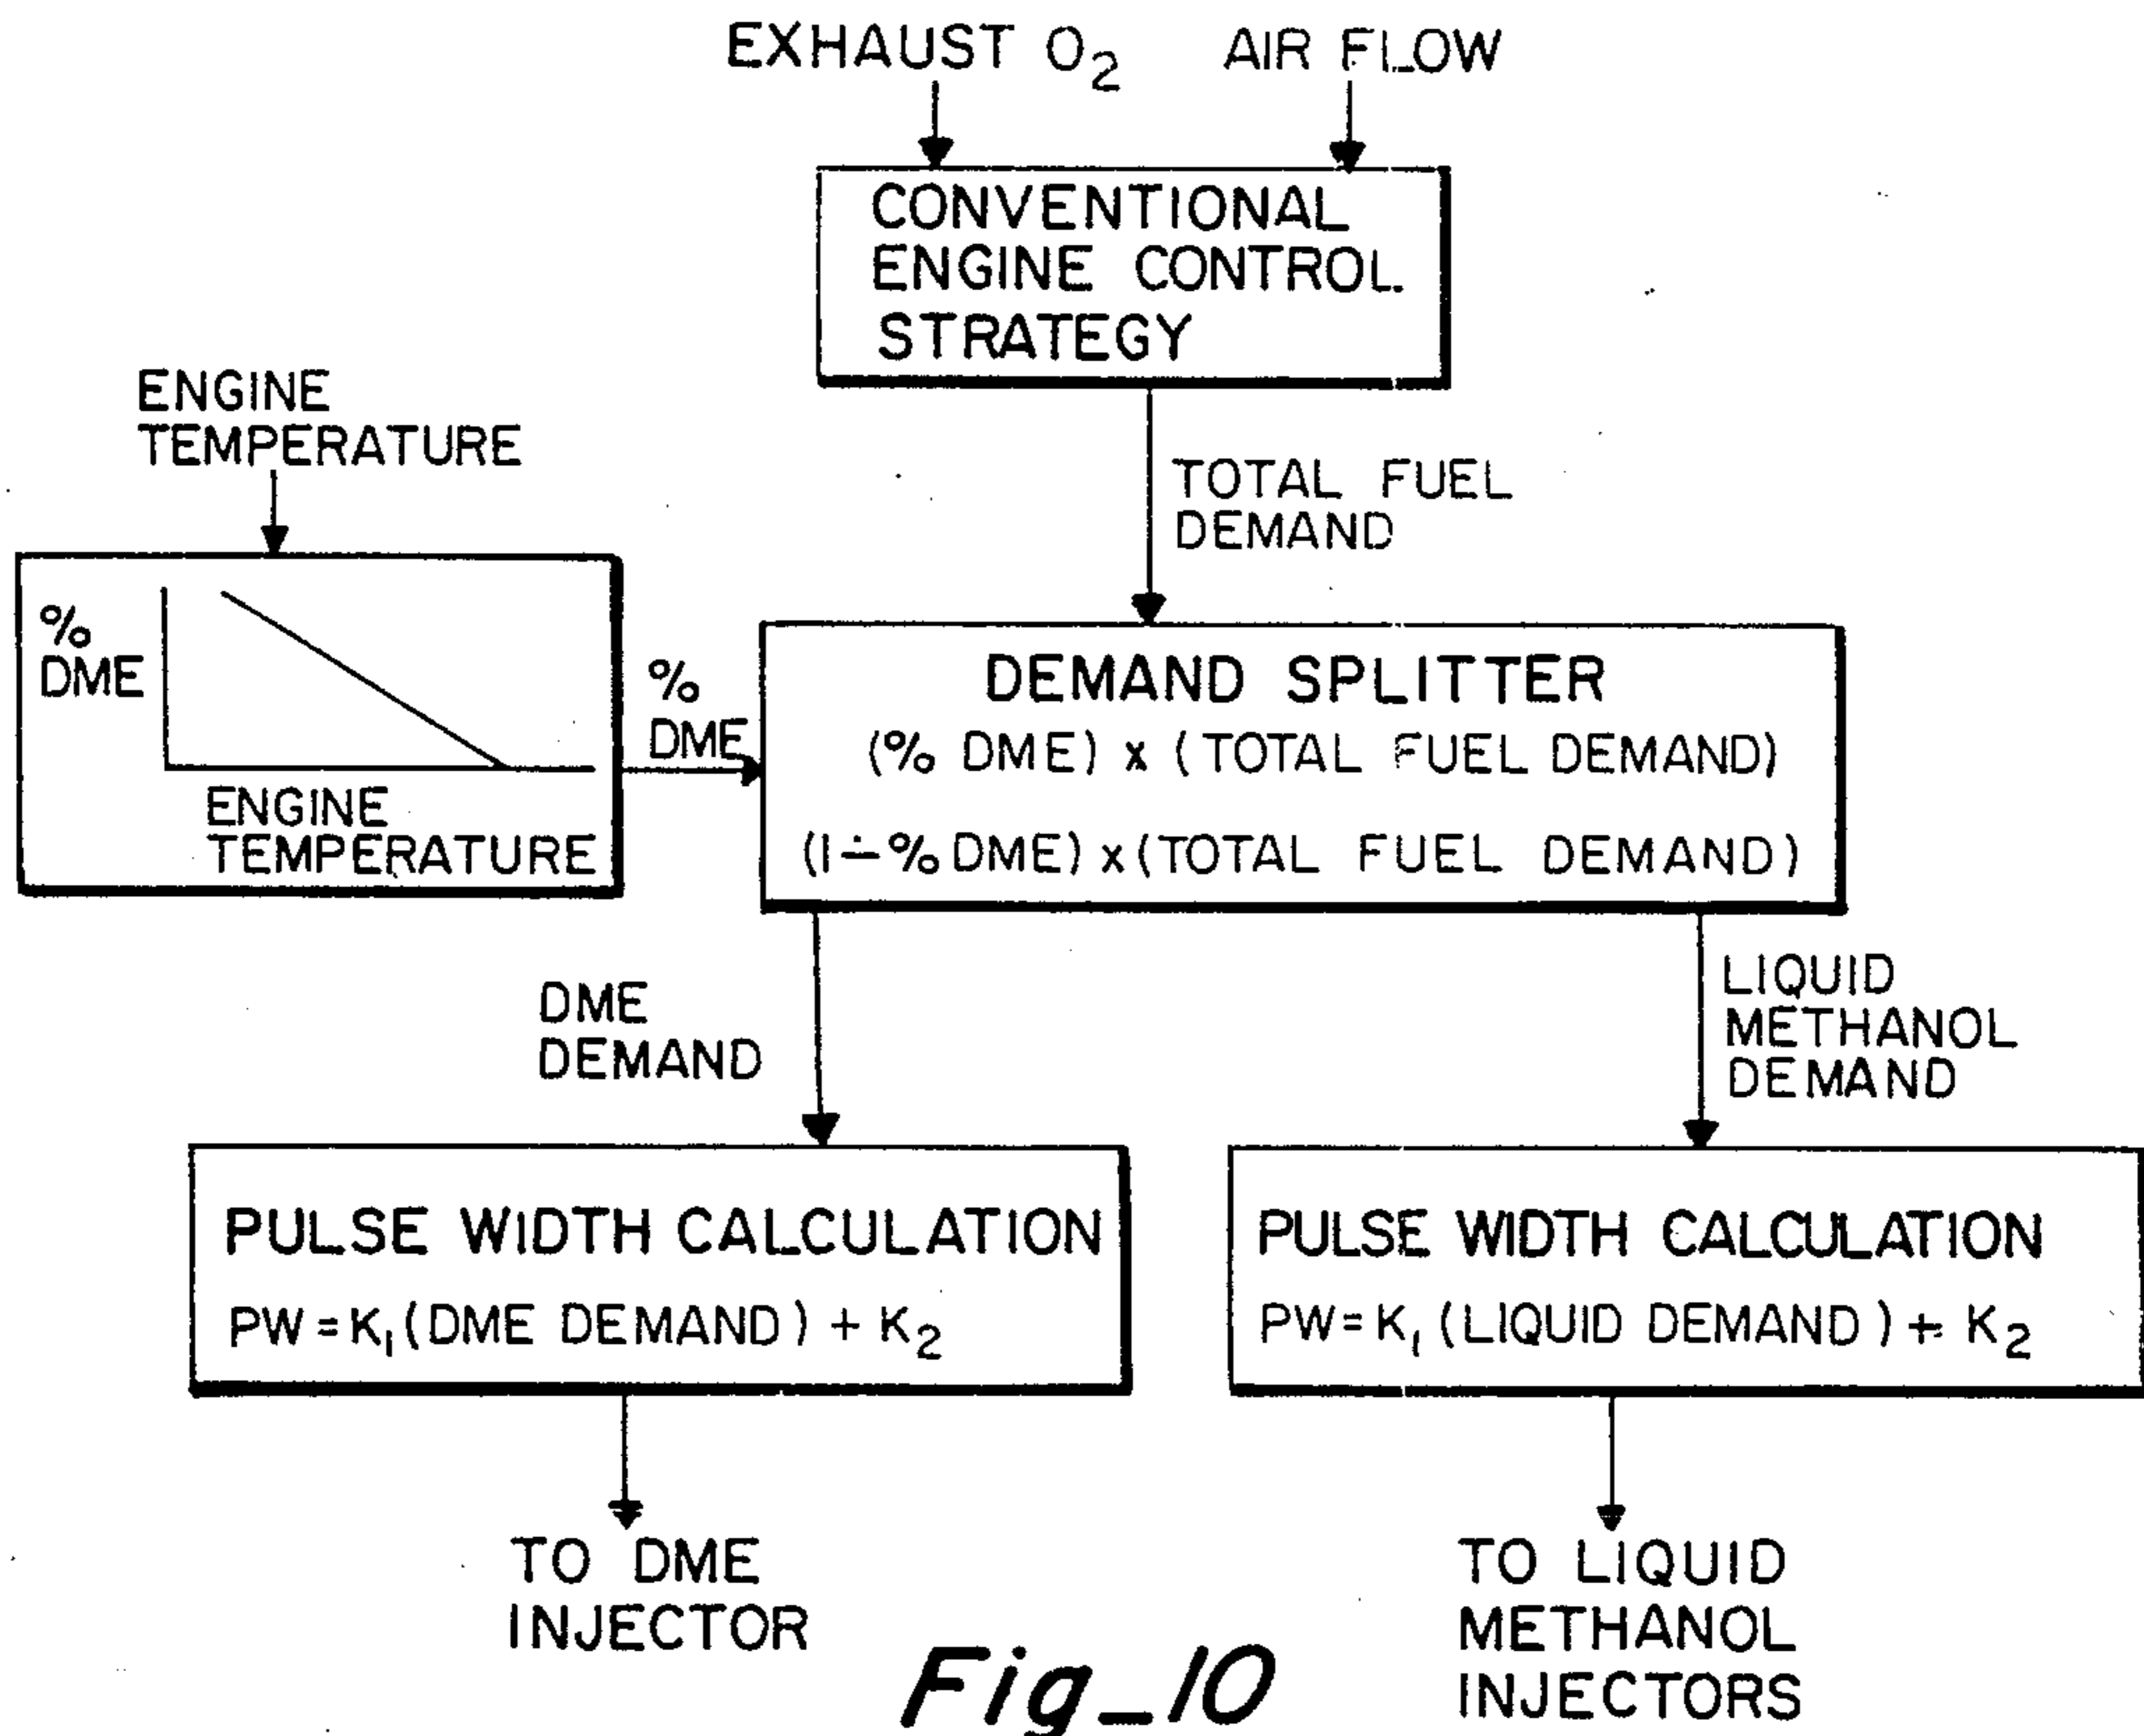 EXHAUST O₂ AIR FLOW
CONVENTIONAL
ENGINE CONTROL
STRATEGY
ENGINE
TEMPERATURE
TOTAL FUEL
DEMAND
%
DME
ENGINE
TEMPERATURE
%
DME
DEMAND SPLITTER
(% DME) x (TOTAL FUEL DEMAND)
(1-% DME) x (TOTAL FUEL DEMAND)
DME
DEMAND
LIQUID
METHANOL
DEMAND
PULSE WIDTH CALCULATION
PW=K₁(DME DEMAND) + K₂
PULSE WIDTH CALCULATION
PW=K₁(LIQUID DEMAND) + K₂
TO DME
INJECTOR
TO LIQUID
METHANOL
INJECTORS
Fig_10